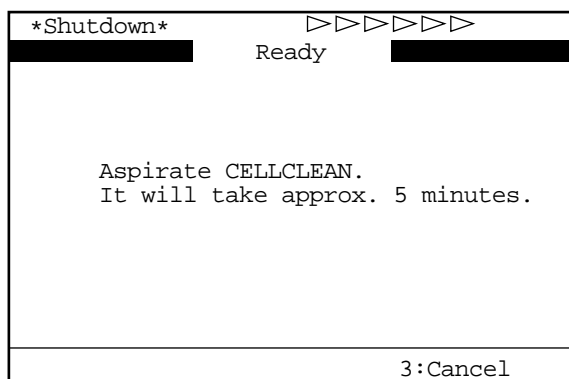 *Shutdown*
Ready
Aspirate CELLCLEAN.
It will take approx. 5 minutes.
3:Cancel